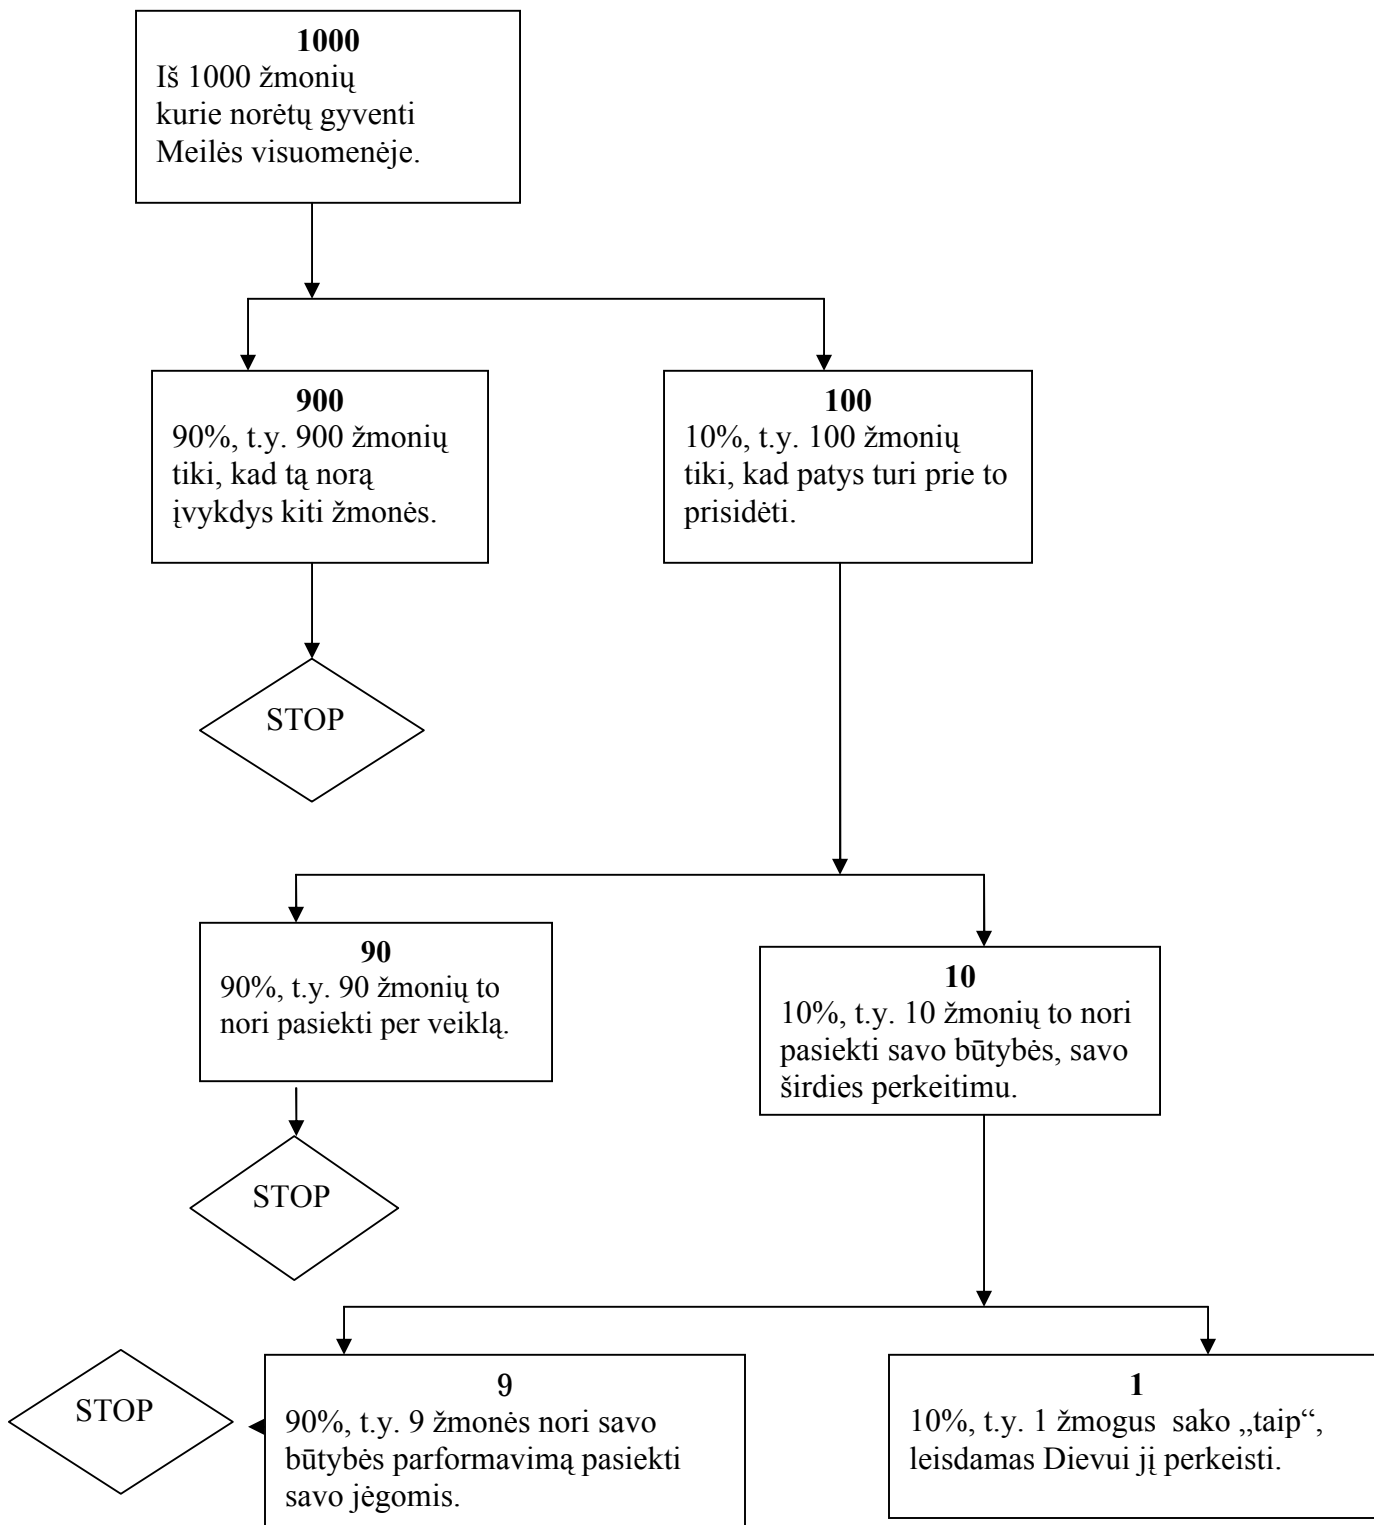 1000
Iš 1000 žmonių
kurie norėtų gyventi
Meilės visuomenėje.
900
90%, t.y. 900 žmonių
tiki, kad tą norą
įvykdys kiti žmonės.
100
10%, t.y. 100 žmonių
tiki, kad patys turi prie to
prisidėti.
STOP
90
90%, t.y. 90 žmonių to
nori pasiekti per veiklą.
10
10%, t.y. 10 žmonių to nori
pasiekti savo būtybės, savo
širdies perkeitimu.
STOP
STOP
9
90%, t.y. 9 žmonės nori savo
būtybės parformavimą pasiekti
savo jėgomis.
1
10%, t.y. 1 žmogus  sako „taip“,
leisdamas Dievui jį perkeisti.